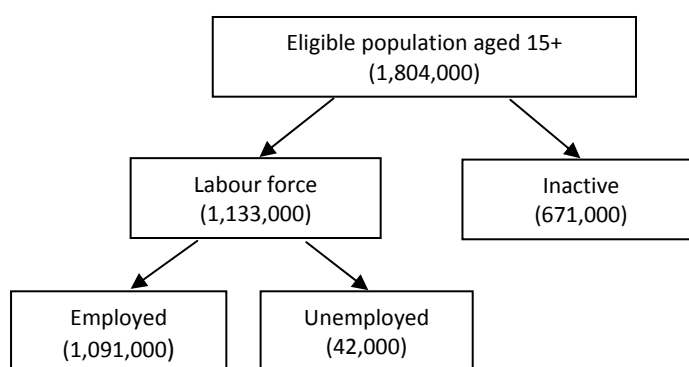 Eligible population aged 15+
(1,804,000)
Labour force
(1,133,000)
Inactive
(671,000)
Employed
(1,091,000)
Unemployed
(42,000)